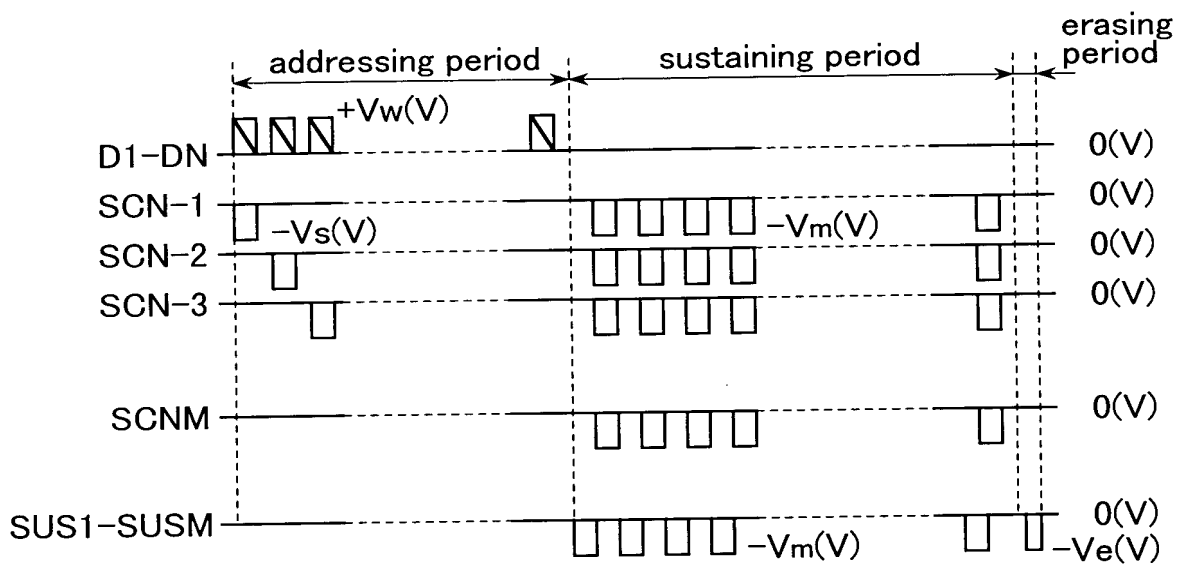 erasing
addressing period sustaining period period
+Vw(V)
D1-DN 0(V)
SCN-1 0(V)
-Vs(V) -Vm(V)
SCN-2 0(V)
SCN-3 0(V)
SCNM 0(V)
SUS1-SUSM 0(V)
-Vm(V) -Ve(V)